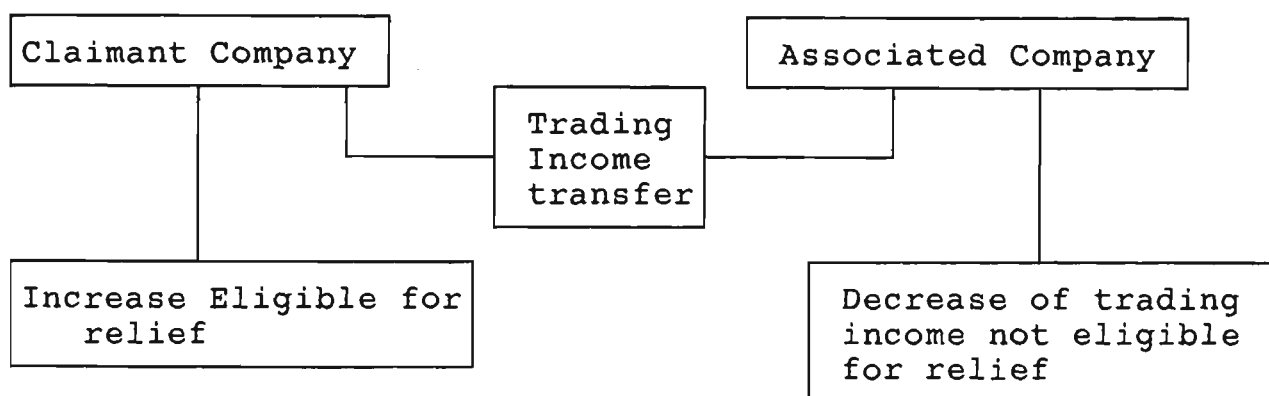 Claimant Company
Associated Company
Trading
Income
transfer
Increase Eligible for
relief
Decrease of trading
income not eligible
for relief